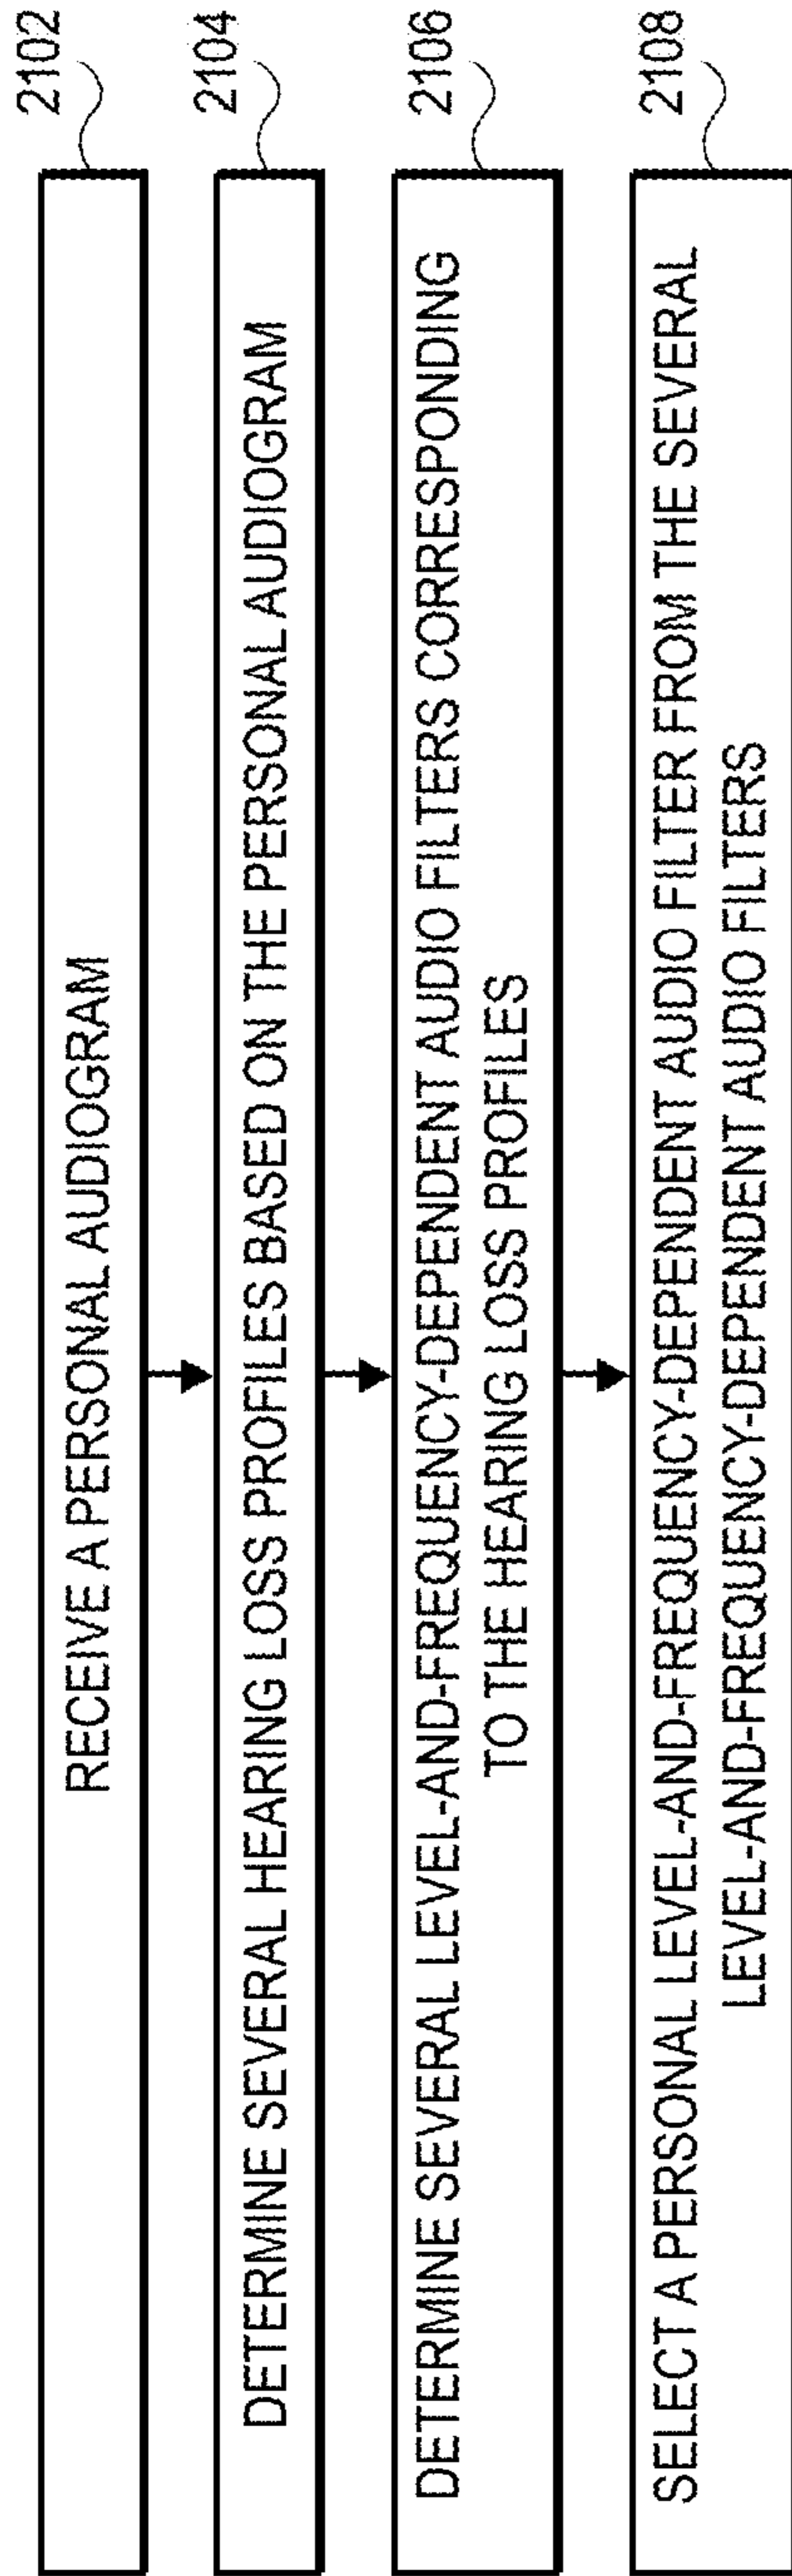 2102
RECEIVE A PERSONAL AUDIOGRAM
2104
DETERMINE SEVERAL HEARING LOSS PROFILES BASED ON THE PERSONAL AUDIOGRAM
2106
DETERMINE SEVERAL LEVEL-AND-FREQUENCY-DEPENDENT AUDIO FILTERS CORRESPONDING
TO THE HEARING LOSS PROFILES
2108
SELECT A PERSONAL LEVEL-AND-FREQUENCY-DEPENDENT AUDIO FILTER FROM THE SEVERAL
LEVEL-AND-FREQUENCY-DEPENDENT AUDIO FILTERS